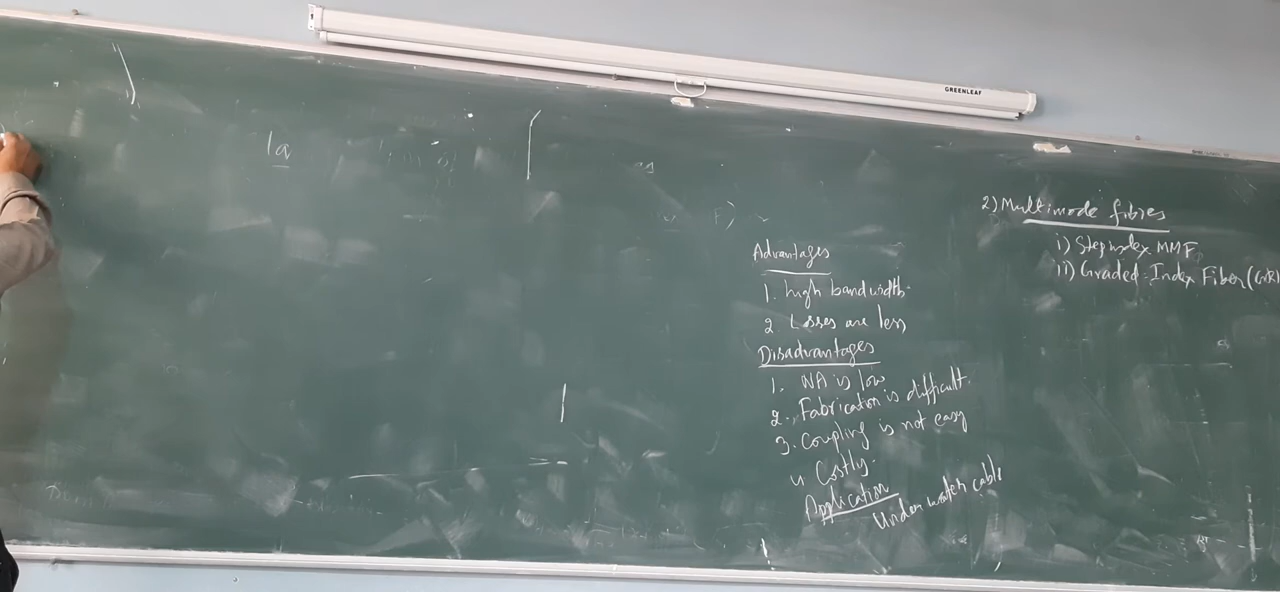 GREENLEAF
1a
Advantages
1. high bandwidth.
2. Losses are less
Disadvantages
1. NA is low
2. Fabrication is difficult.
3. Coupling is not easy
4 Costly.
Application
Under water cable
2) Multimode fibres
i) Step index MMF
ii) Graded-Index Fiber (GRI